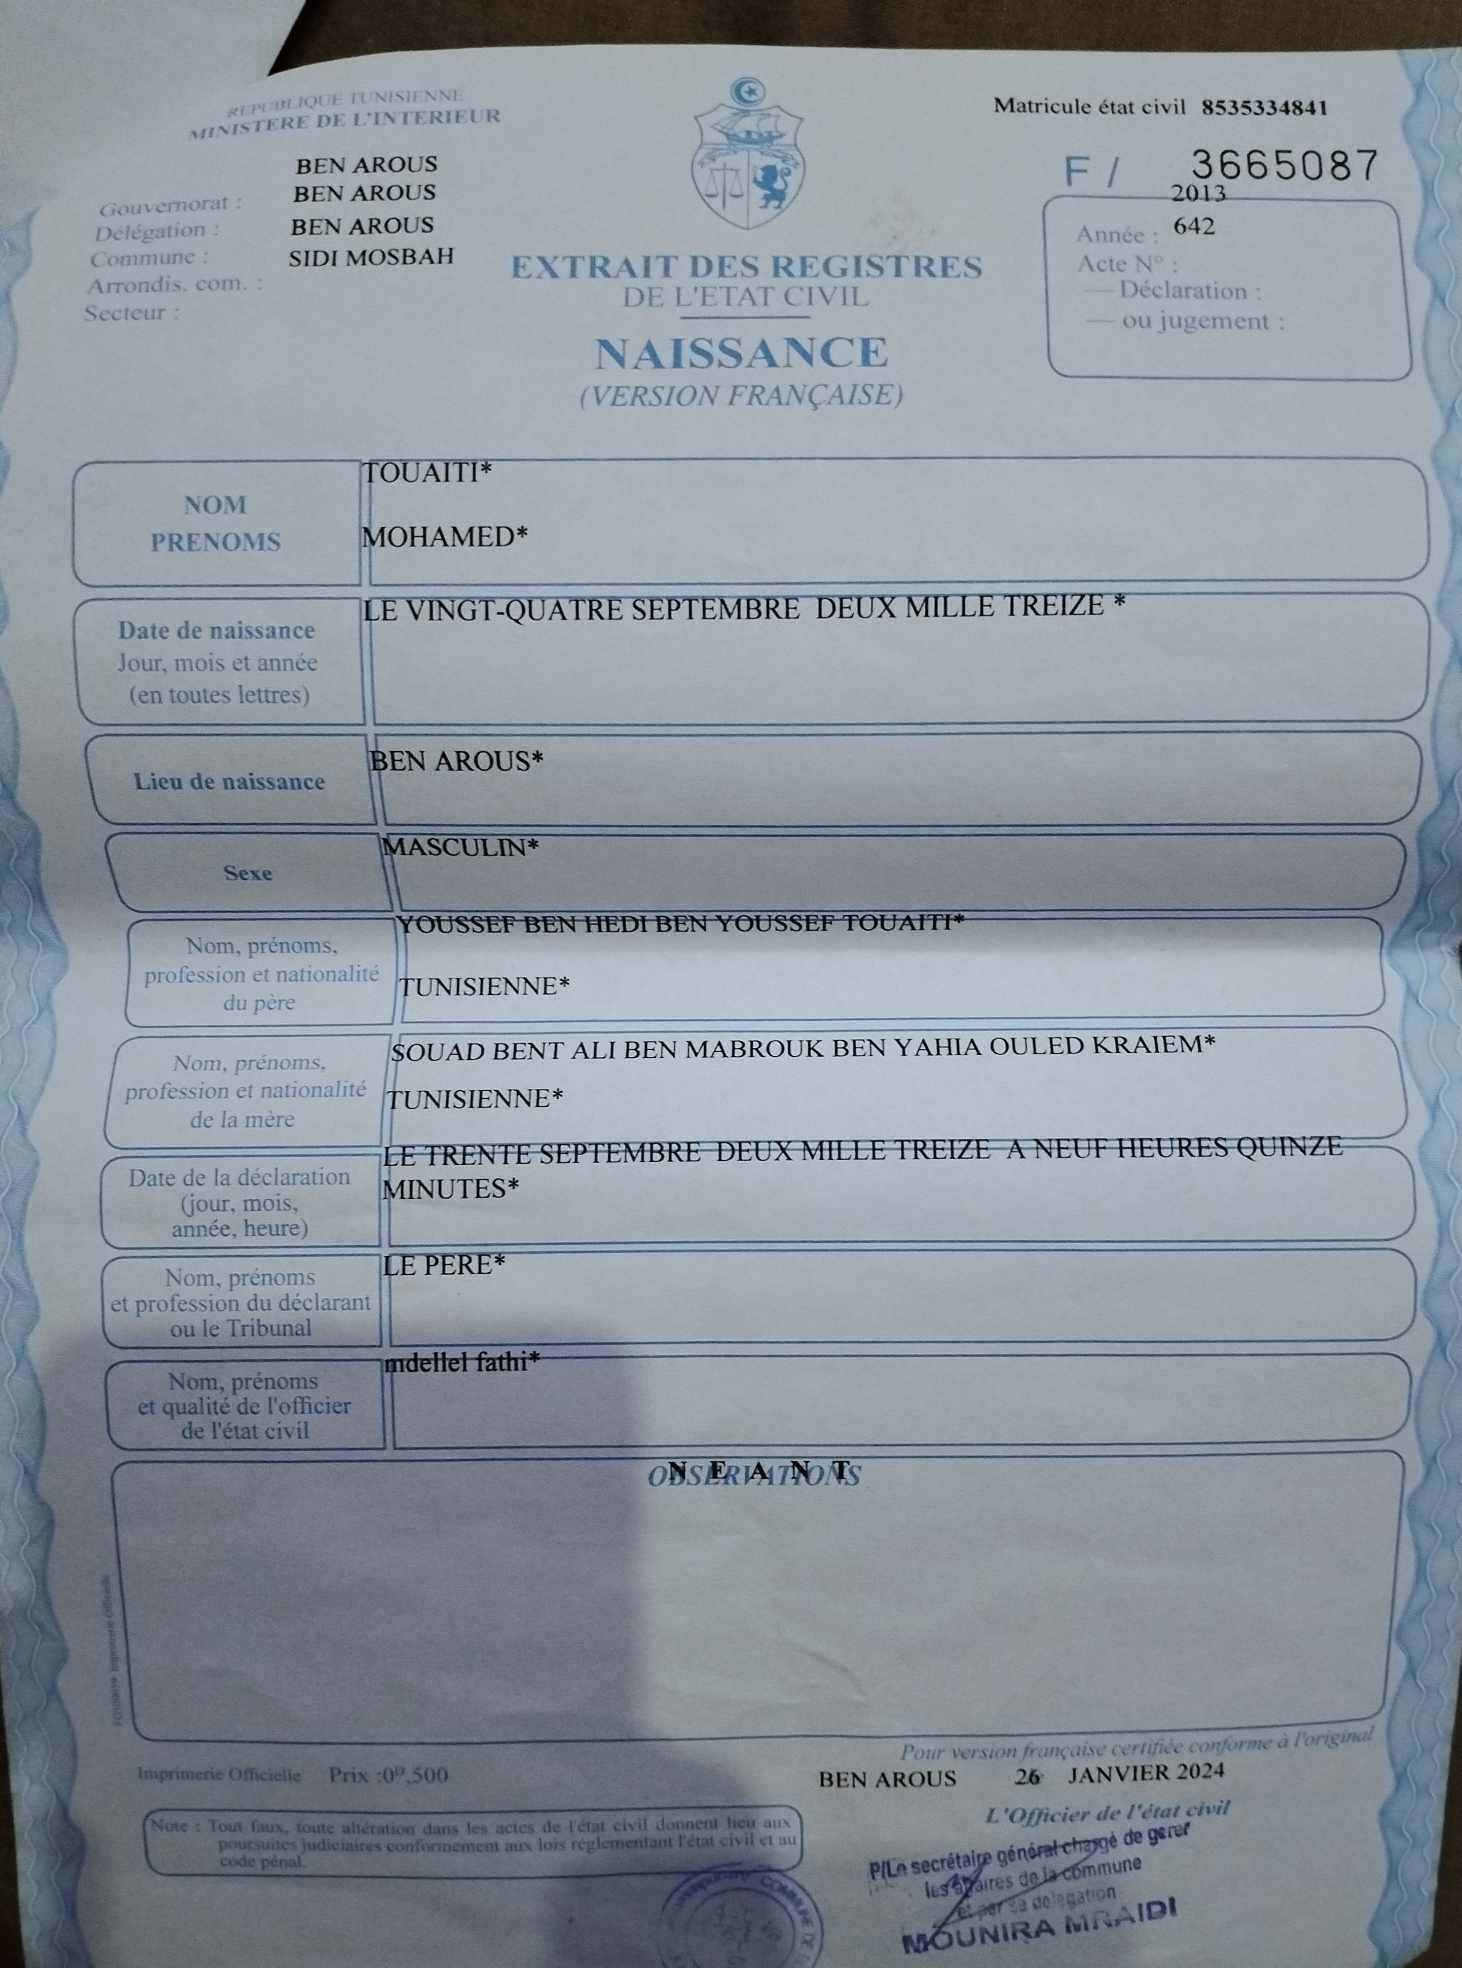 REPUBLIQUE TUNISIENNE
MINISTERE DE L'INTERIEUR
BEN AROUS
Gouvernorat : BEN AROUS
Délégation : BEN AROUS
Commune : SIDI MOSBAH
Arrondis. com. :
Secteur :
Matricule état civil 8535334841
F / 3665087
2013
Année : 642
Acte N° :
— Déclaration :
— ou jugement :
EXTRAIT DES REGISTRES
DE L'ETAT CIVIL
NAISSANCE
(VERSION FRANÇAISE)
NOM
PRENOMS
TOUAITI*
MOHAMED*
Date de naissance
Jour, mois et année
(en toutes lettres)
LE VINGT-QUATRE SEPTEMBRE DEUX MILLE TREIZE *
Lieu de naissance
BEN AROUS*
Sexe
MASCULIN*
Nom, prénoms,
profession et nationalité
du père
YOUSSEF BEN HEDI BEN YOUSSEF TOUAITI*
TUNISIENNE*
Nom, prénoms,
profession et nationalité
de la mère
SOUAD BENT ALI BEN MABROUK BEN YAHIA OULED KRAIEM*
TUNISIENNE*
Date de la déclaration
(jour, mois,
année, heure)
LE TRENTE SEPTEMBRE DEUX MILLE TREIZE A NEUF HEURES QUINZE
MINUTES*
Nom, prénoms
et profession du déclarant
ou le Tribunal
LE PERE*
Nom, prénoms
et qualité de l'officier
de l'état civil
mdellel fathi*
OBSERVATIONS
N E A N T
Imprimerie Officielle
Pour version française certifiée conforme à l'original
Imprimerie Officielle Prix :0ᴰ,500
BEN AROUS 26 JANVIER 2024
L'Officier de l'état civil
Note : Tout faux, toute altération dans les actes de l'état civil donnent lieu aux
poursuites judiciaires conformement aux lois réglementant l'état civil et au
code pénal.
P/Le secrétaire général chargé de gerer
les affaires de la commune
et par sa delegation
MOUNIRA MRAIDI
COMMUNE DE